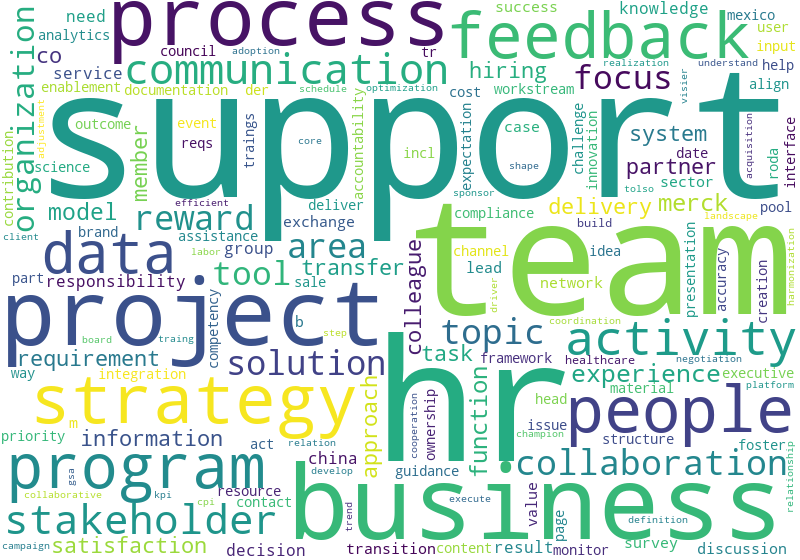 process
need
analytics
co
service
council
adoption
tr
success
knowledge
mexico
user
input
help
align
feedback
realization
understand
visier
communication
hiring
focus
enablement
documentation
der
schedule
optimization
cost
workstream
organization
support
adjustment
outcome
event
reqs
member
science
contribution
traings
core
incl
accountability
expectation
case
shape
challenge
innovation
system
partner
date
sector
acquisition
interface
roda
tolso
efficient
deliver
sponsor
model
reward
exchange
compliance
delivery
merck
pool
landscape
client
brand
assistance
group
area
labor
colleague
team
channel
build
idea
lead
presentation
accuracy
creation
harmonization
data
part
responsibility
tool
transfer
sale
network
driver
project
competency
b
step
topic
coordination
activity
board
traing
requirement
way
integration
solution
task
framework
healthcare
negotiation
platform
hr
function
experience
executive
material
strategy
m
approach
cooperation
ownership
head
issue
champion
people
structure
foster
relationship
priority
information
act
relation
china
develop
guidance
program
gsa
resource
collaboration
collaborative
kpi
cpi
contact
business
trend
execute
value
page
definition
stakeholder
survey
discussion
campaign
satisfaction
decision
transition
content
result
monitor